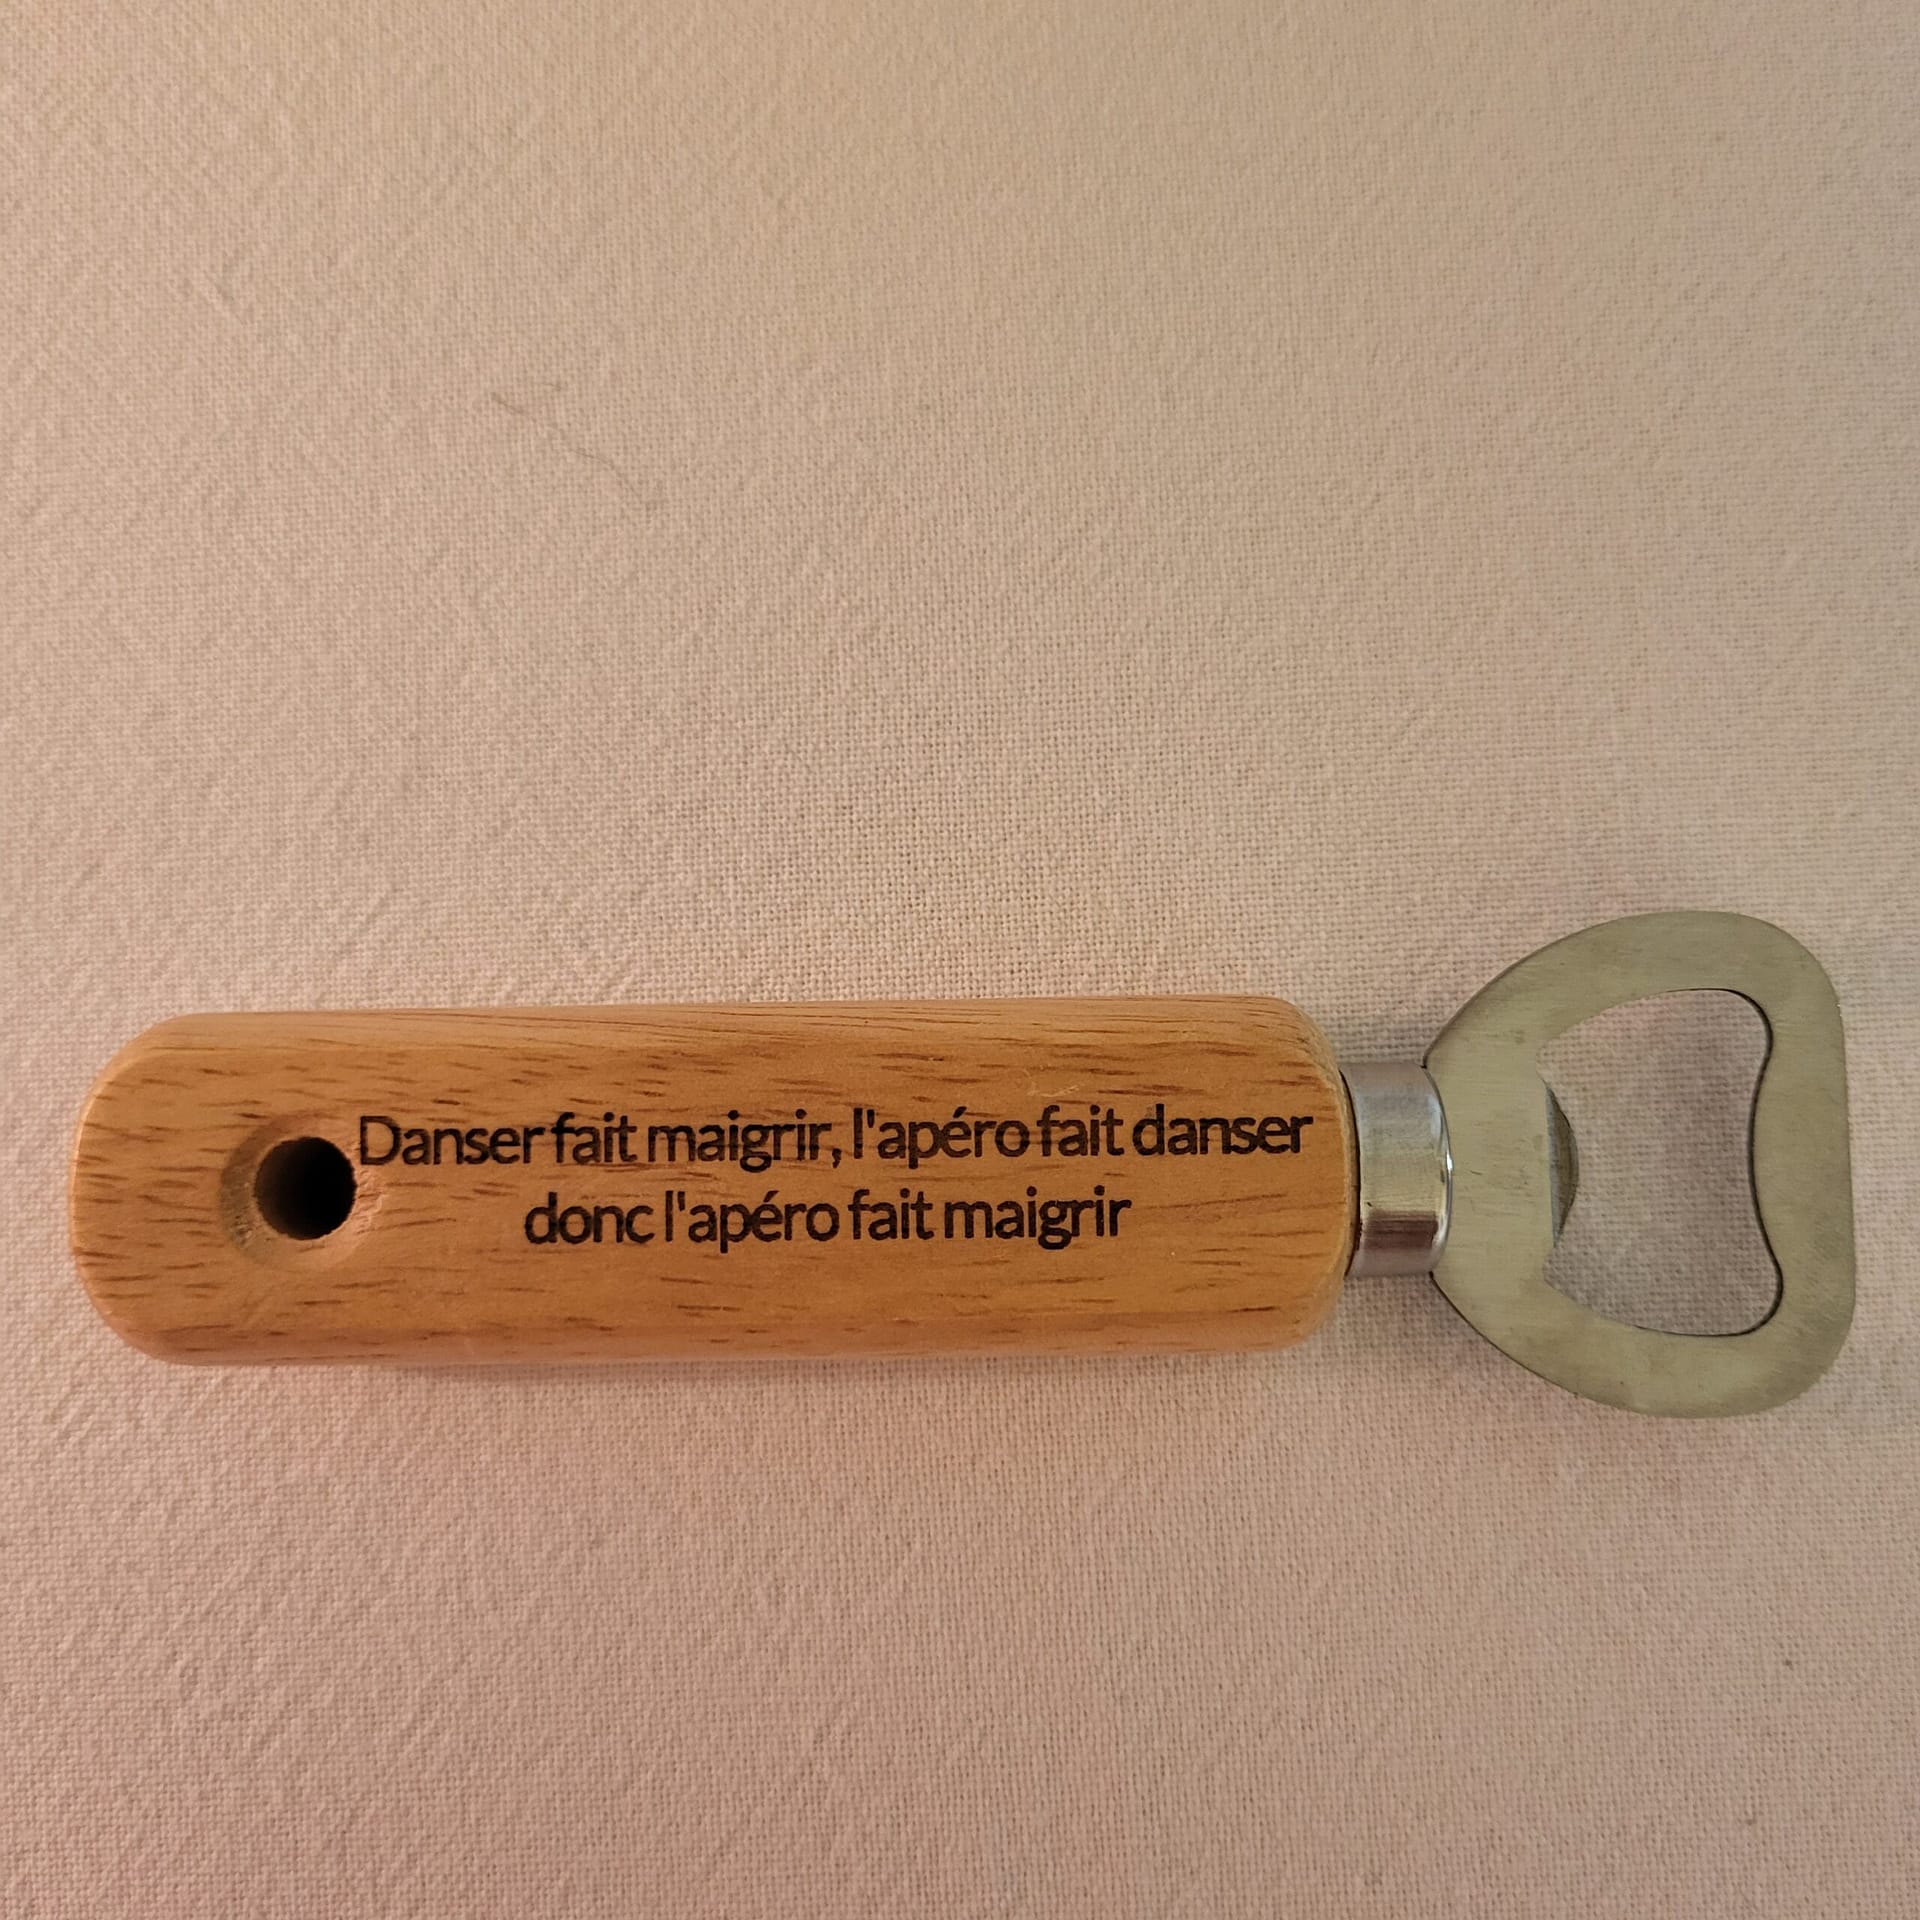 Danser fait maigrir, l'apéro fait danser
donc l'apéro fait maigrir